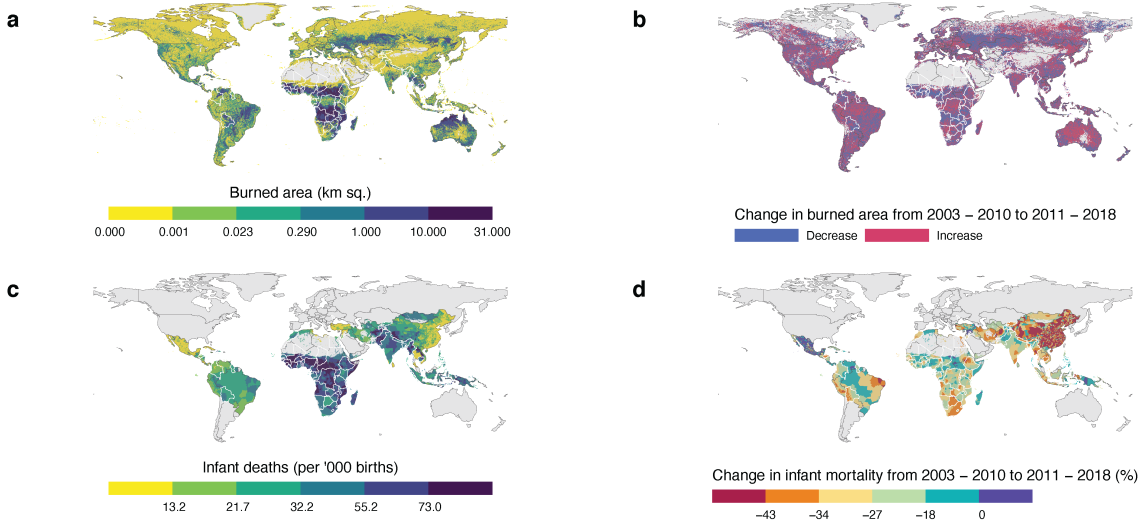 a
Burned area (km sq.)
0.000 0.001 0.023 0.290 1.000 10.000 31.000
b
Change in burned area from 2003 − 2010 to 2011 − 2018
Decrease Increase
c
Infant deaths (per '000 births)
13.2 21.7 32.2 55.2 73.0
d
Change in infant mortality from 2003 − 2010 to 2011 − 2018 (%)
−43 −34 −27 −18 0